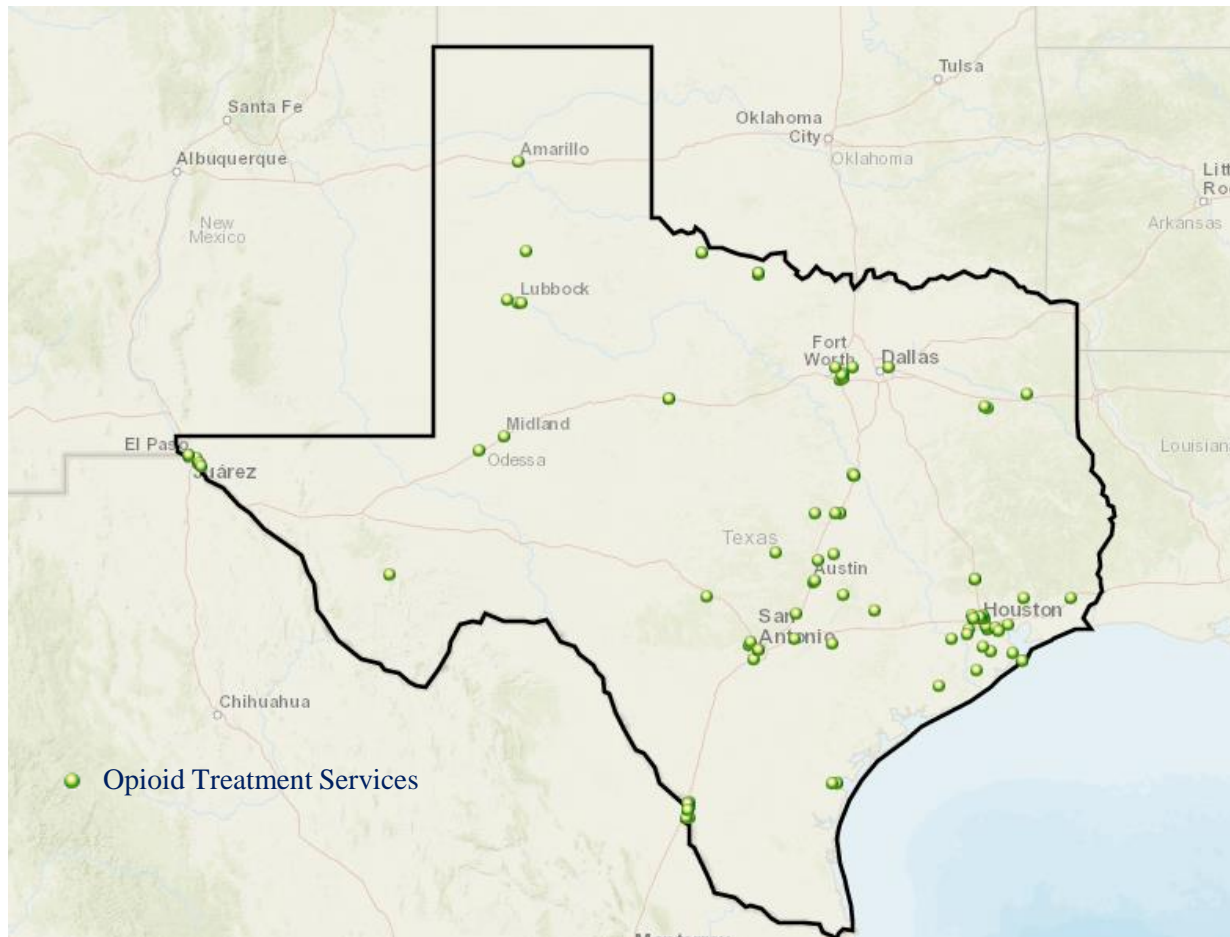 Tulsa
Santa Fe
Oklahoma
City
Oklahoma
Amarillo
Albuquerque
New
Mexico
Arkansas
Lubbock
Fort
Worth
Dallas
Midland
Odessa
El Paso
Juárez
Louisian
Texas
Austin
Houston
San
Antonio
Chihuahua
Opioid Treatment Services